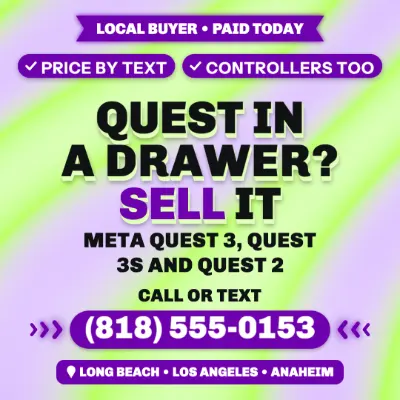 LOCAL BUYER • PAID TODAY
✓ PRICE BY TEXT ✓ CONTROLLERS TOO
QUEST IN
A DRAWER?
SELL IT
META QUEST 3, QUEST
3S AND QUEST 2
CALL OR TEXT
(818) 555-0153
LONG BEACH • LOS ANGELES • ANAHEIM